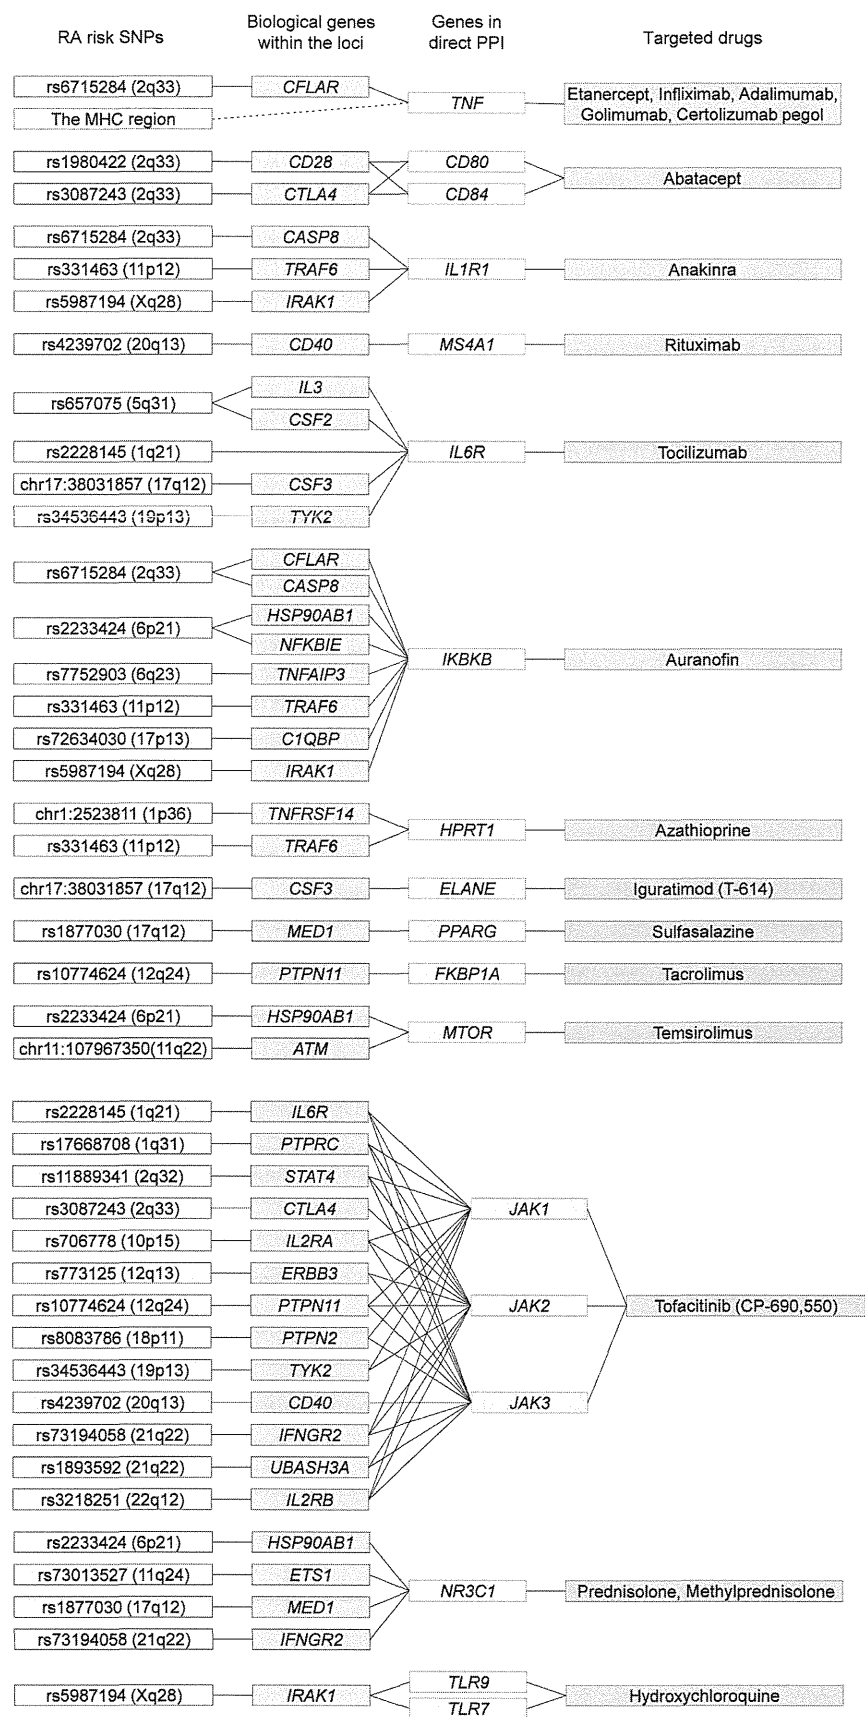 RA risk SNPs
Biological genes
within the loci
Genes in
direct PPI
Targeted drugs
rs6715284 (2q33)
CFLAR
The MHC region
TNF
Etanercept, Infliximab, Adalimumab,
Golimumab, Certolizumab pegol
rs1980422 (2q33)
CD28
CD80
rs3087243 (2q33)
CTLA4
CD84
Abatacept
rs6715284 (2q33)
CASP8
rs331463 (11p12)
TRAF6
IL1R1
Anakinra
rs5987194 (Xq28)
IRAK1
rs4239702 (20q13)
CD40
MS4A1
Rituximab
rs657075 (5q31)
IL3
CSF2
rs2228145 (1q21)
IL6R
Tocilizumab
chr17:38031857 (17q12)
CSF3
rs34536443 (19p13)
TYK2
rs6715284 (2q33)
CFLAR
CASP8
rs2233424 (6p21)
HSP90AB1
NFKBIE
IKBKB
Auranofin
rs7752903 (6q23)
TNFAIP3
rs331463 (11p12)
TRAF6
rs72634030 (17p13)
C1QBP
rs5987194 (Xq28)
IRAK1
chr1:2523811 (1p36)
TNFRSF14
rs331463 (11p12)
TRAF6
HPRT1
Azathioprine
chr17:38031857 (17q12)
CSF3
ELANE
Iguratimod (T-614)
rs1877030 (17q12)
MED1
PPARG
Sulfasalazine
rs10774624 (12q24)
PTPN11
FKBP1A
Tacrolimus
rs2233424 (6p21)
HSP90AB1
chr11:107967350(11q22)
ATM
MTOR
Temsirolimus
rs2228145 (1q21)
IL6R
rs17668708 (1q31)
PTPRC
rs11889341 (2q32)
STAT4
rs3087243 (2q33)
CTLA4
JAK1
rs706778 (10p15)
IL2RA
rs773125 (12q13)
ERBB3
rs10774624 (12q24)
PTPN11
JAK2
Tofacitinib (CP-690,550)
rs8083786 (18p11)
PTPN2
rs34536443 (19p13)
TYK2
rs4239702 (20q13)
CD40
JAK3
rs73194058 (21q22)
IFNGR2
rs1893592 (21q22)
UBASH3A
rs3218251 (22q12)
IL2RB
rs2233424 (6p21)
HSP90AB1
rs73013527 (11q24)
ETS1
NR3C1
Prednisolone, Methylprednisolone
rs1877030 (17q12)
MED1
rs73194058 (21q22)
IFNGR2
rs5987194 (Xq28)
IRAK1
TLR9
TLR7
Hydroxychloroquine